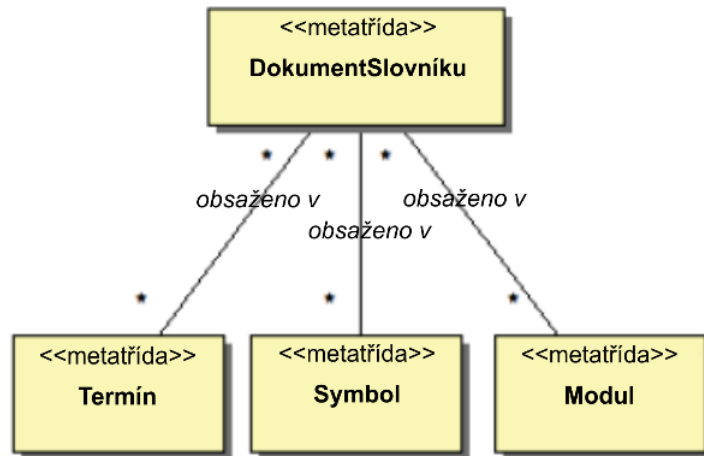 <<metatřída>>
DokumentSlovníku
* * *
obsaženo v
obsaženo v
obsaženo v
* * *
<<metatřída>>
Termín
<<metatřída>>
Symbol
<<metatřída>>
Modul